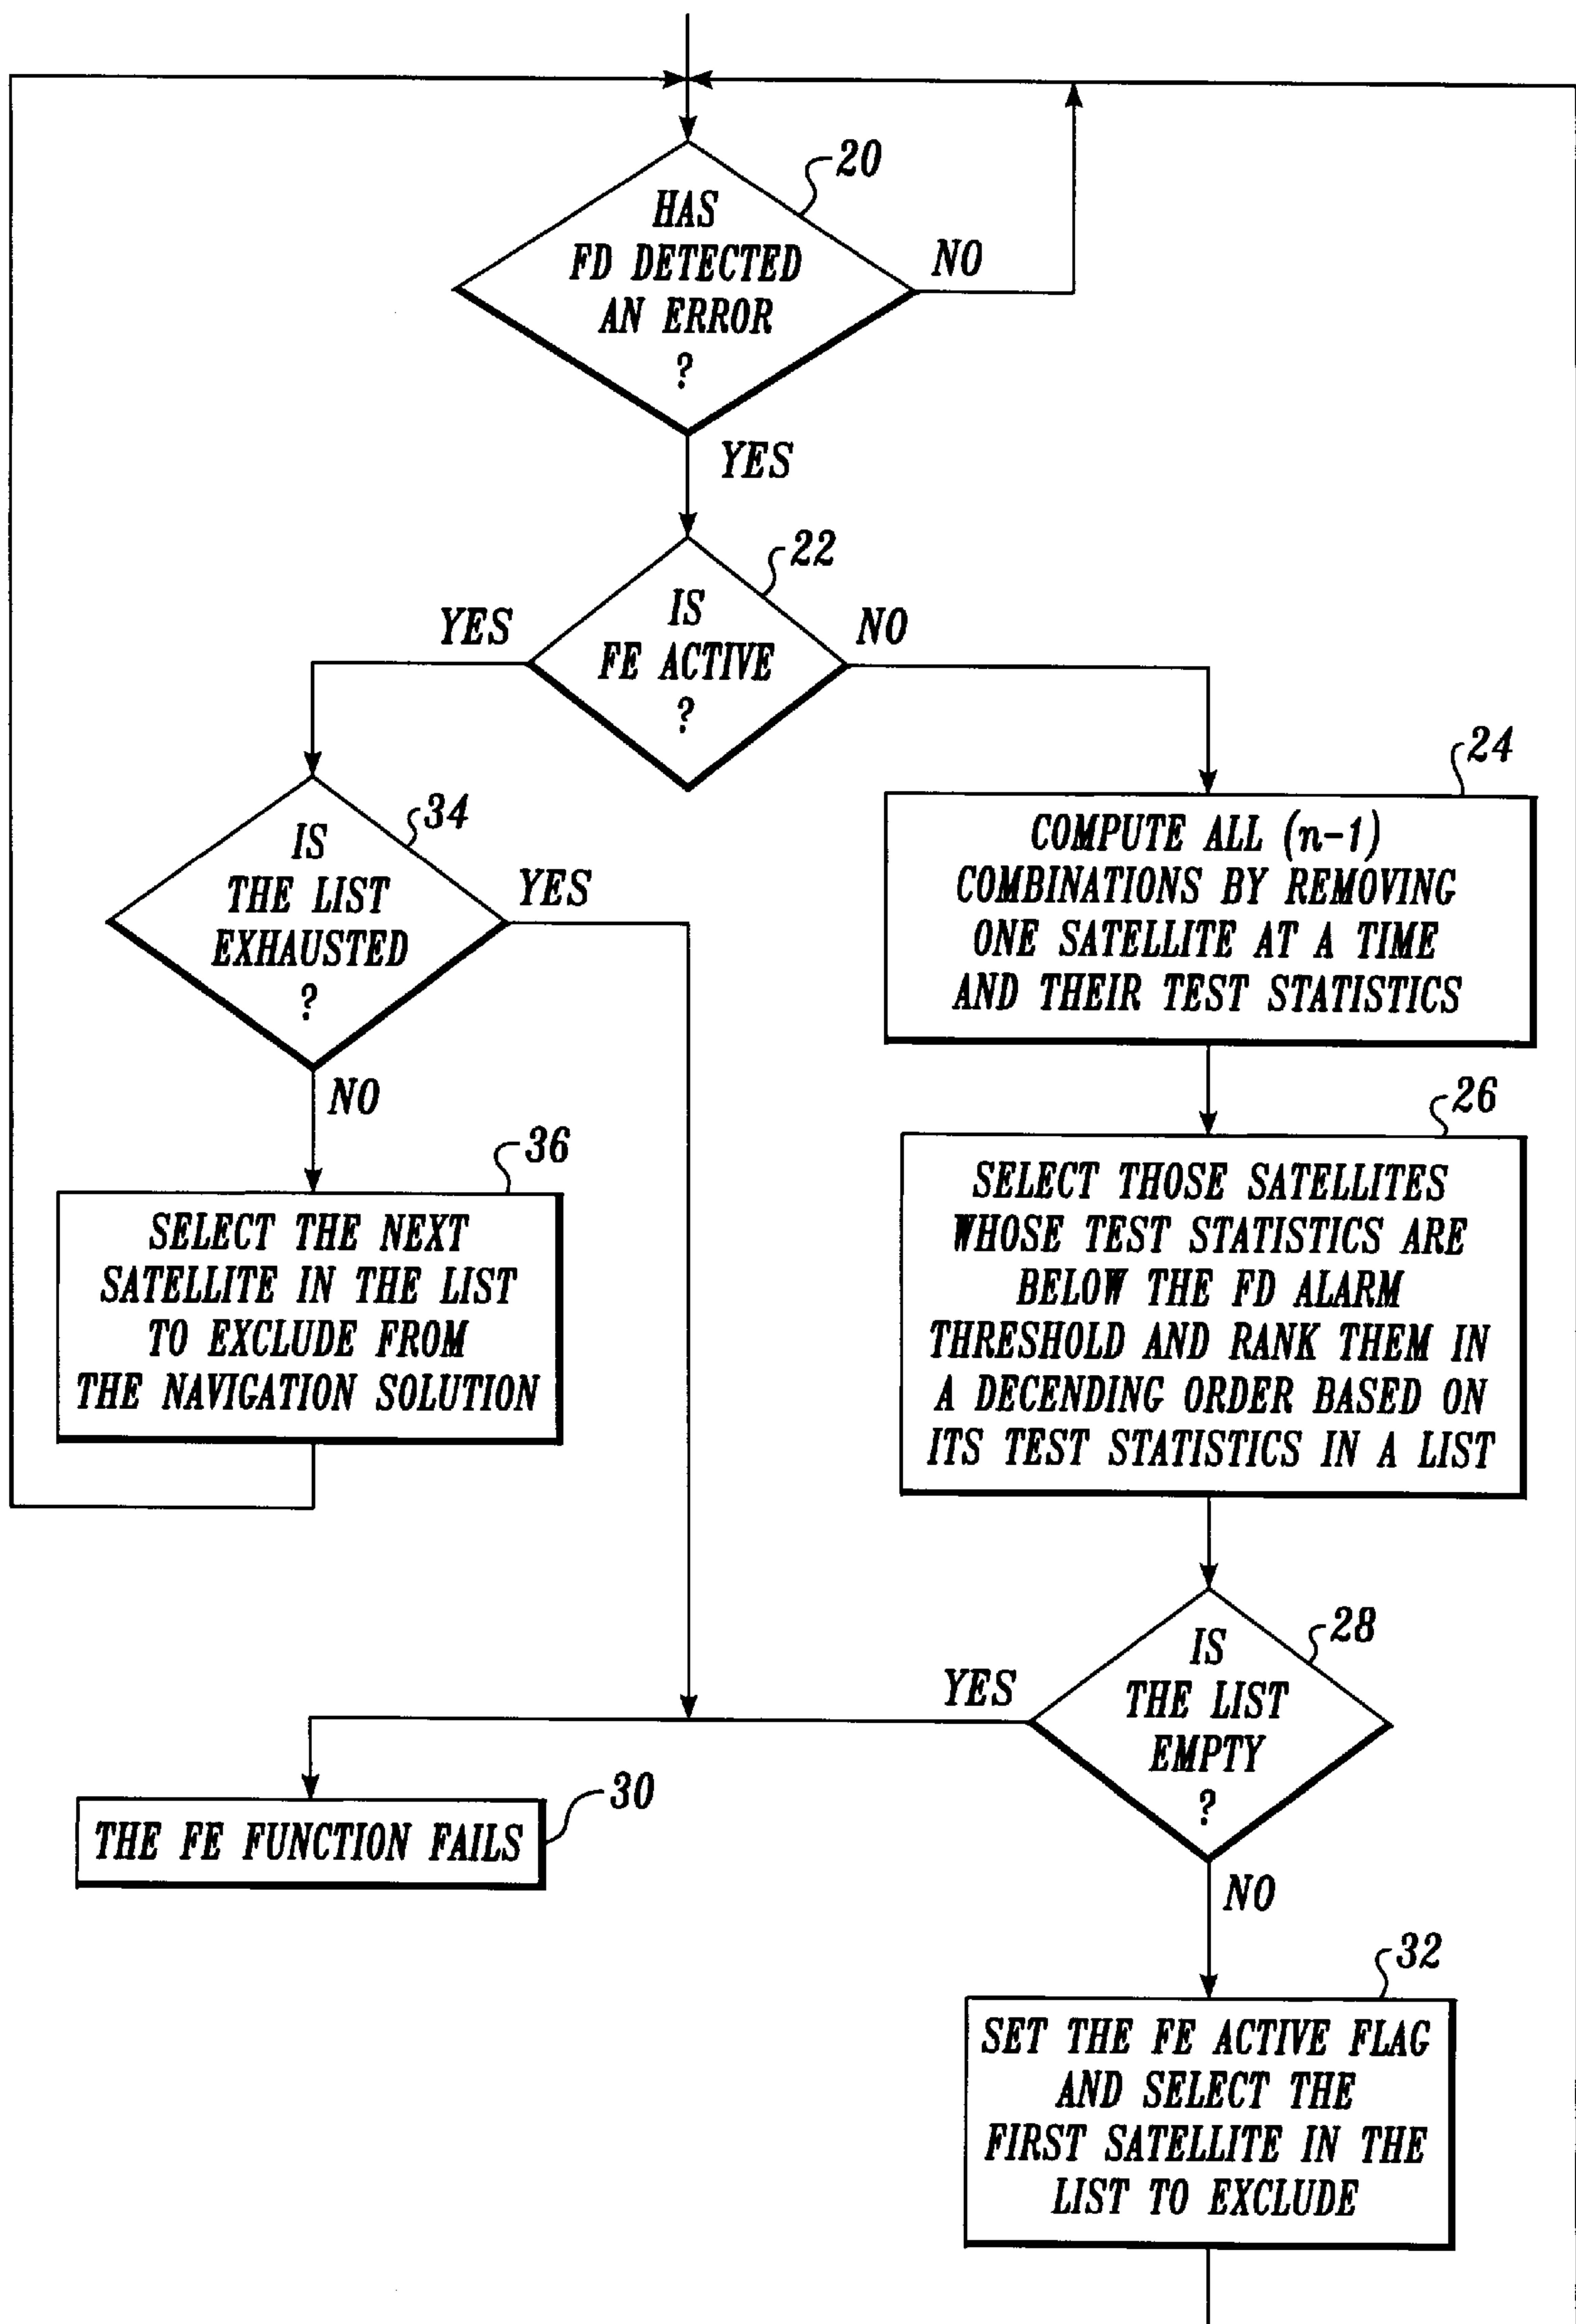 20
HAS
FD DETECTED
AN ERROR
?
NO
YES
22
IS
FE ACTIVE
?
YES
NO
34
IS
THE LIST
EXHAUSTED
?
YES
NO
24
COMPUTE ALL (n-1)
COMBINATIONS BY REMOVING
ONE SATELLITE AT A TIME
AND THEIR TEST STATISTICS
36
SELECT THE NEXT
SATELLITE IN THE LIST
TO EXCLUDE FROM
THE NAVIGATION SOLUTION
26
SELECT THOSE SATELLITES
WHOSE TEST STATISTICS ARE
BELOW THE FD ALARM
THRESHOLD AND RANK THEM IN
A DECENDING ORDER BASED ON
ITS TEST STATISTICS IN A LIST
28
IS
THE LIST
EMPTY
?
YES
NO
30
THE FE FUNCTION FAILS
32
SET THE FE ACTIVE FLAG
AND SELECT THE
FIRST SATELLITE IN THE
LIST TO EXCLUDE